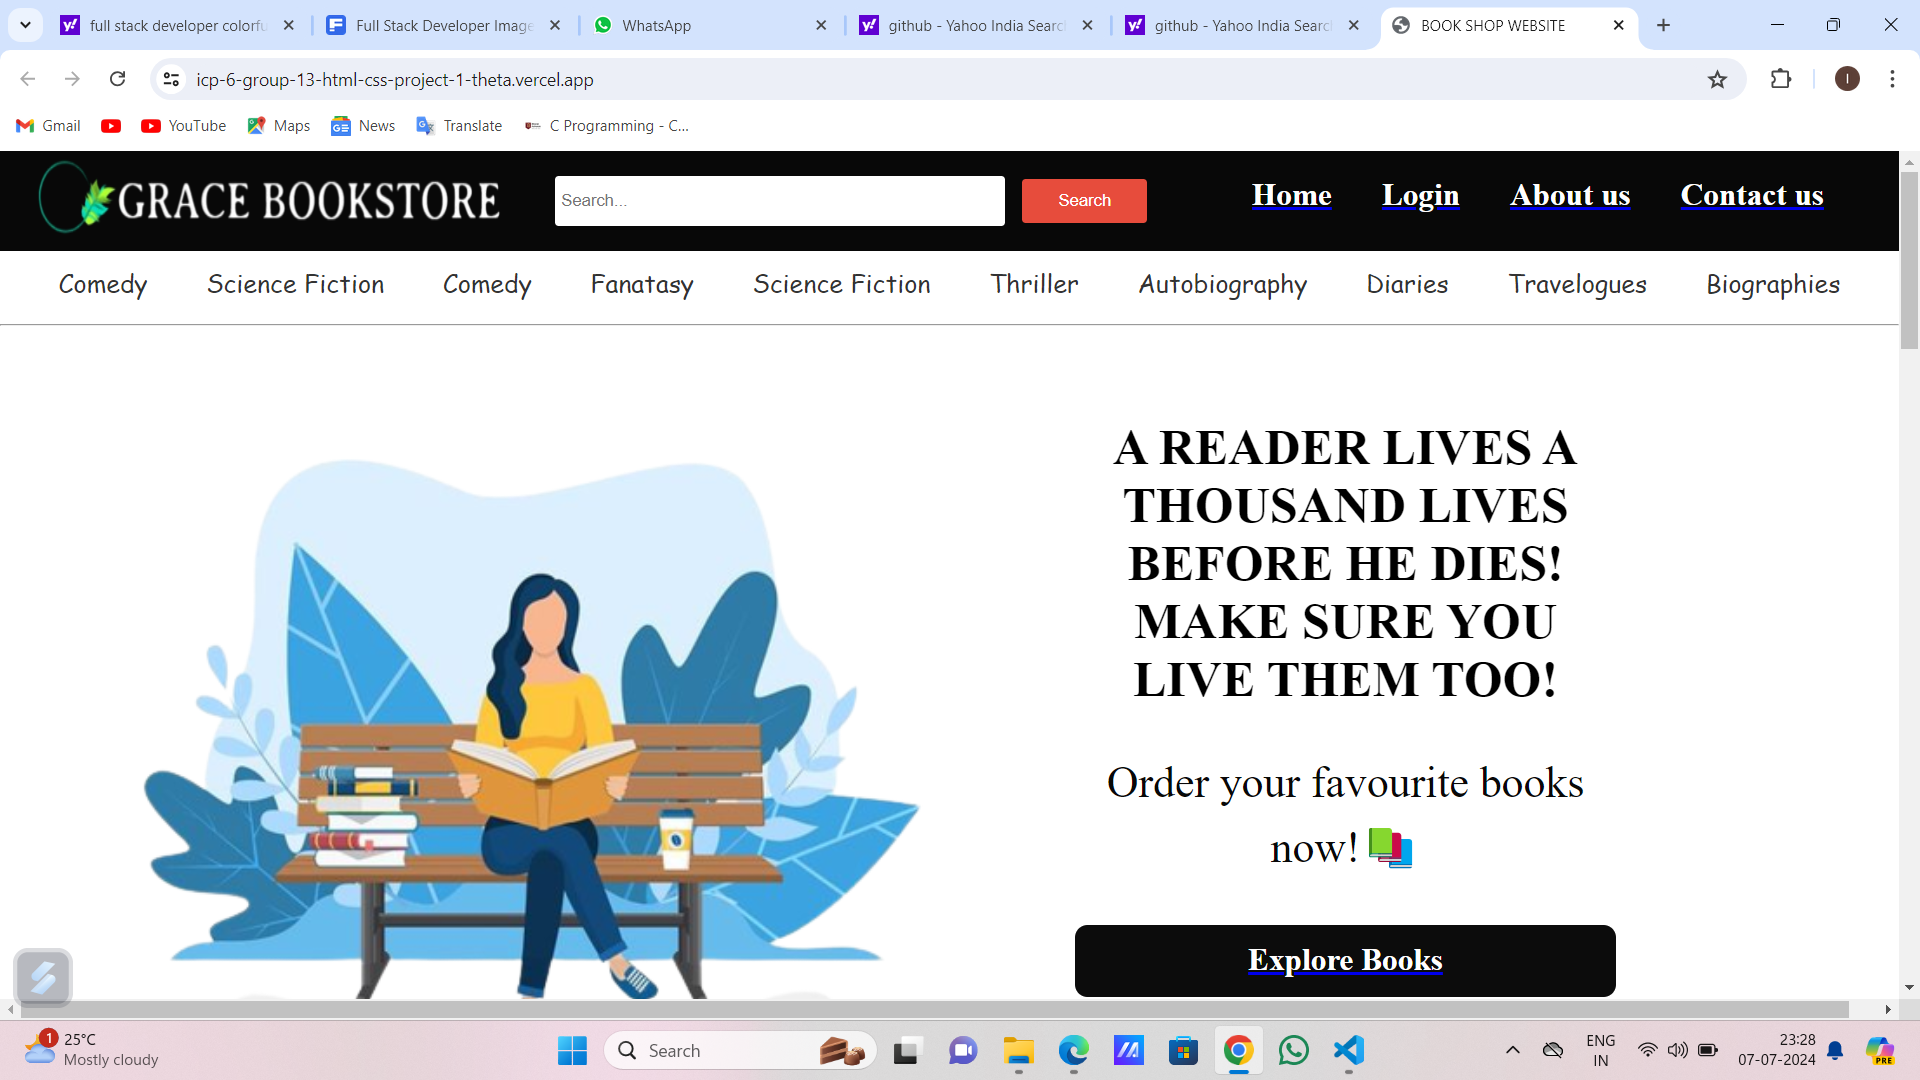 full stack developer colorfu
Full Stack Developer Image
WhatsApp
github - Yahoo India Search
github - Yahoo India Search
BOOK SHOP WEBSITE
icp-6-group-13-html-css-project-1-theta.vercel.app
I
Gmail
YouTube
Maps
News
Translate
C Programming - C...
GRACE BOOKSTORE
Search...
Search
Home
Login
About us
Contact us
Comedy
Science Fiction
Comedy
Fanatasy
Science Fiction
Thriller
Autobiography
Diaries
Travelogues
Biographies
A READER LIVES A
THOUSAND LIVES
BEFORE HE DIES!
MAKE SURE YOU
LIVE THEM TOO!
Order your favourite books
now!
Explore Books
1
25°C
Mostly cloudy
Search
ENG
IN
23:28
07-07-2024
PRE